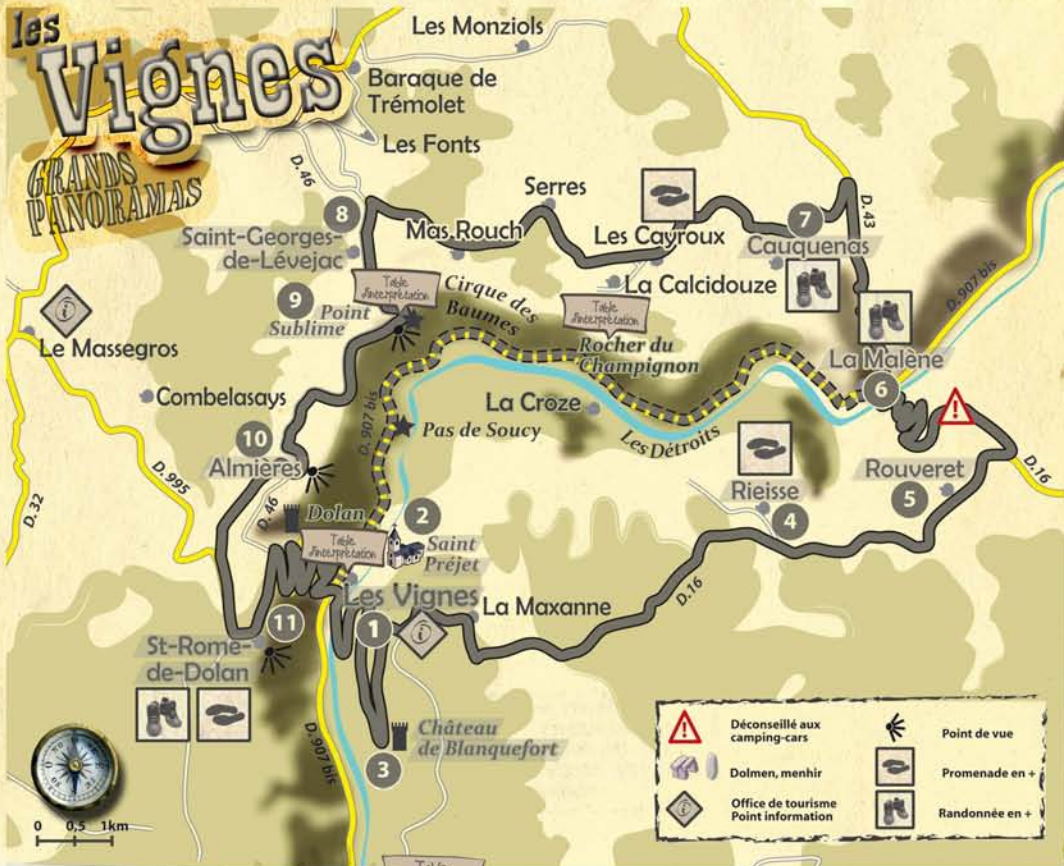 les
Vignes
GRANDS
PANORAMAS
Les Monziols
Baraque de
Trémolet
Les Fonts
D. 46
8
Saint-Georges-
de-Lévejac
Mas Rouch
Serres
Les Cayroux
7
Cauquenas
D. 43
La Calcidouze
Table
d'interprétation
Cirque des
Baumes
Table
d'interprétation
Rocher du
Champignon
D. 907 bis
9
Point
Sublime
Le Massegros
Combelasays
La Malène
6
La Croze
Les Détroits
D. 907 bis
Pas de Soucy
10
Almières
D. 995
D. 32
D. 46
Dolan
Table
d'interprétation
2
Saint
Préjet
Rieisse
4
Rouveret
5
D. 16
Les Vignes
1
La Maxanne
D. 16
11
St-Rome-
de-Dolan
D. 907 bis
Château
de Blanquefort
3
0 0,5 1km
Déconseillé aux
camping-cars
Dolmen, menhir
Office de tourisme
Point information
Point de vue
Promenade en +
Randonnée en +
Table